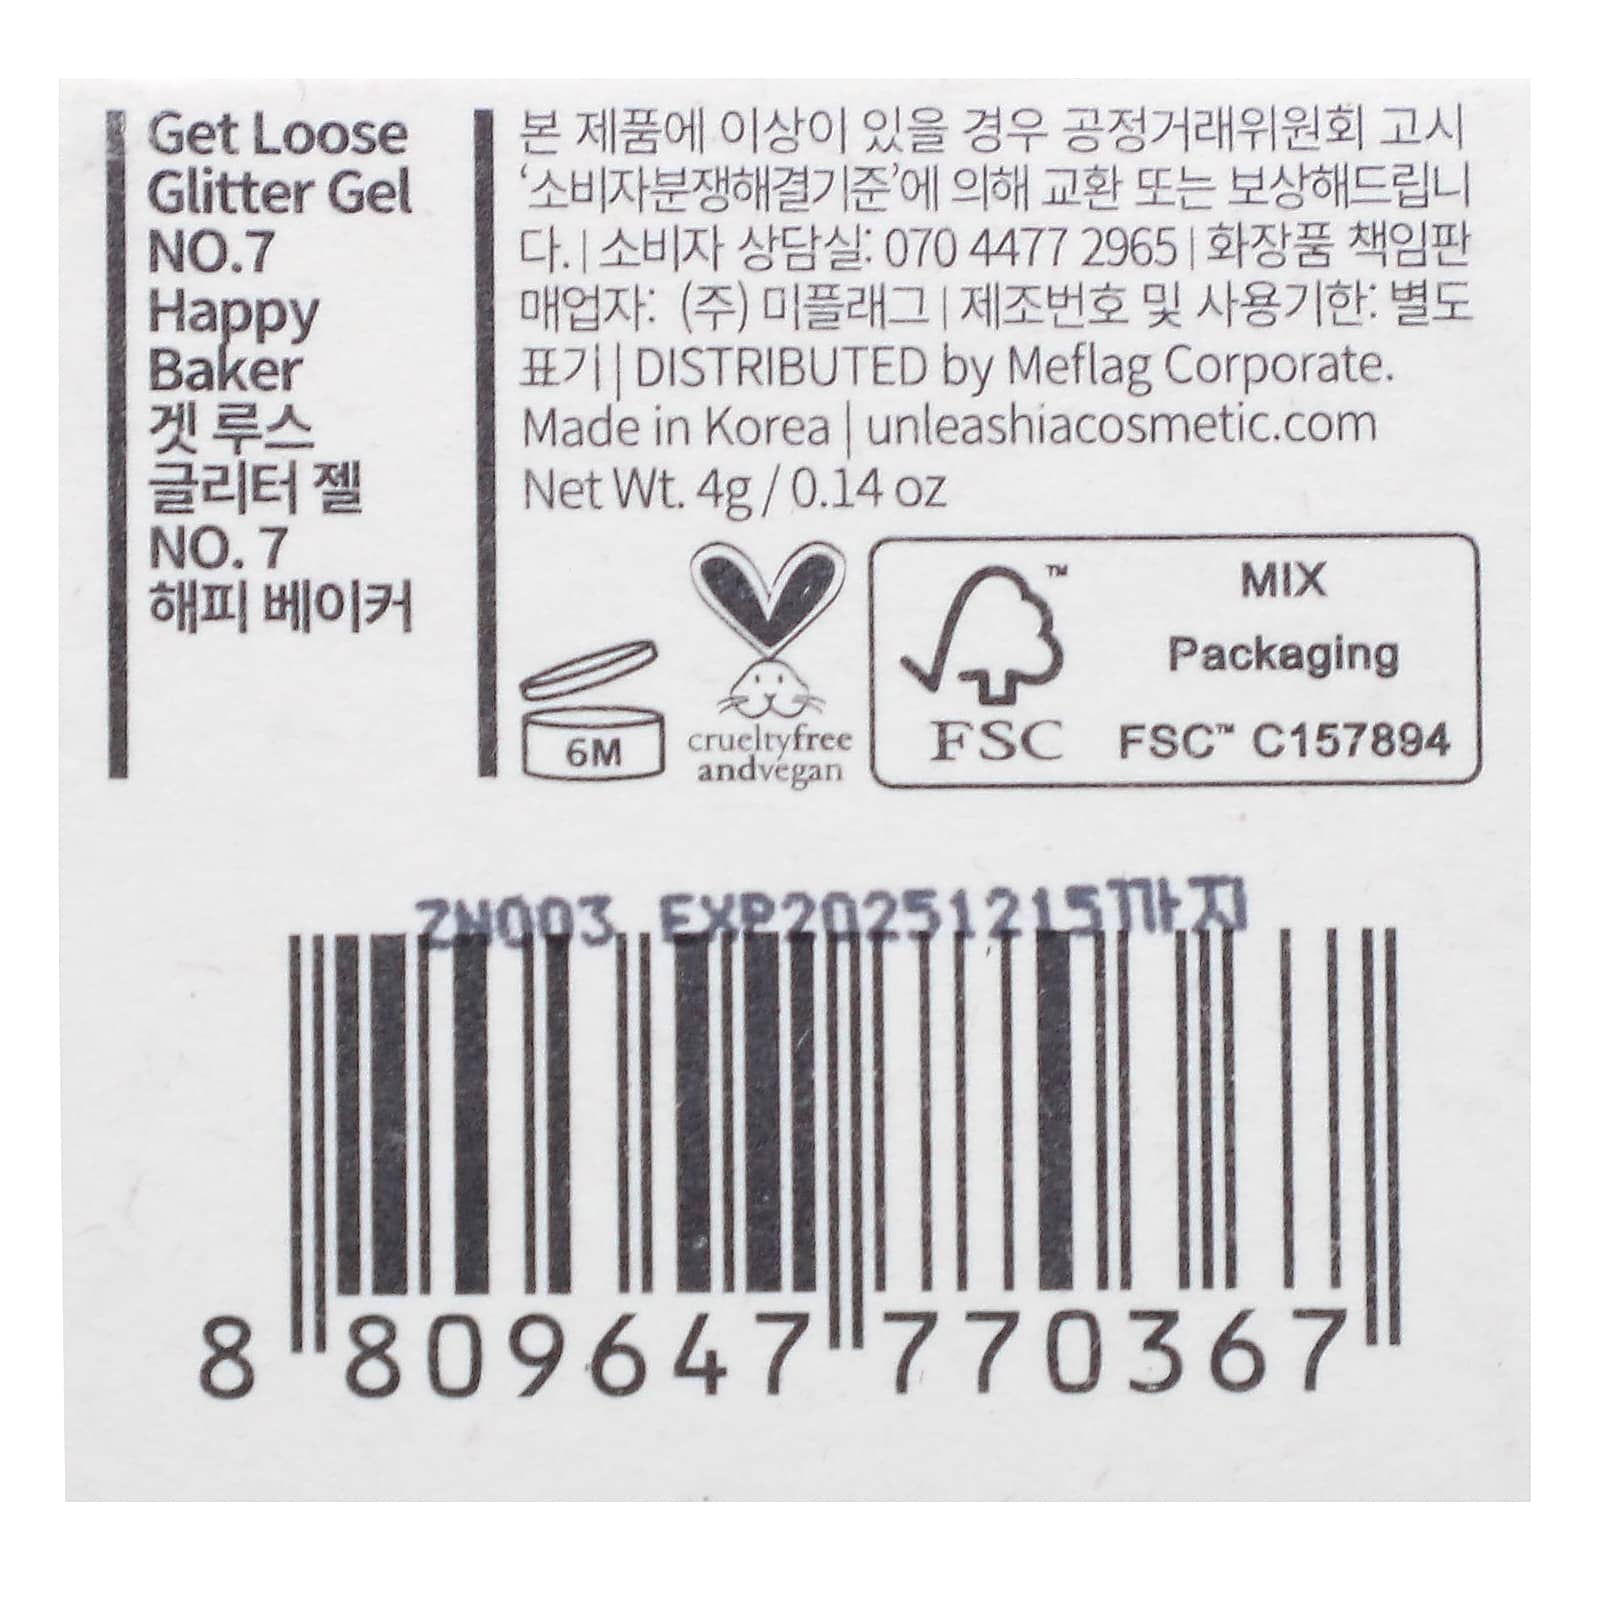 Get Loose
Glitter Gel
NO.7
Happy
Baker
겟 루스
글리터 젤
NO. 7
해피 베이커
본 제품에 이상이 있을 경우 공정거래위원회 고시
‘소비자분쟁해결기준’에 의해 교환 또는 보상해드립니
다. | 소비자 상담실: 070 4477 2965 | 화장품 책임판
매업자: (주) 미플래그 | 제조번호 및 사용기한: 별도
표기 | DISTRIBUTED by Meflag Corporate.
Made in Korea | unleashiacosmetic.com
Net Wt. 4g / 0.14 oz
6M
crueltyfree
andvegan
™
FSC
MIX
Packaging
FSC™ C157894
ZN003 EXP20251215까지
8 809647 770367